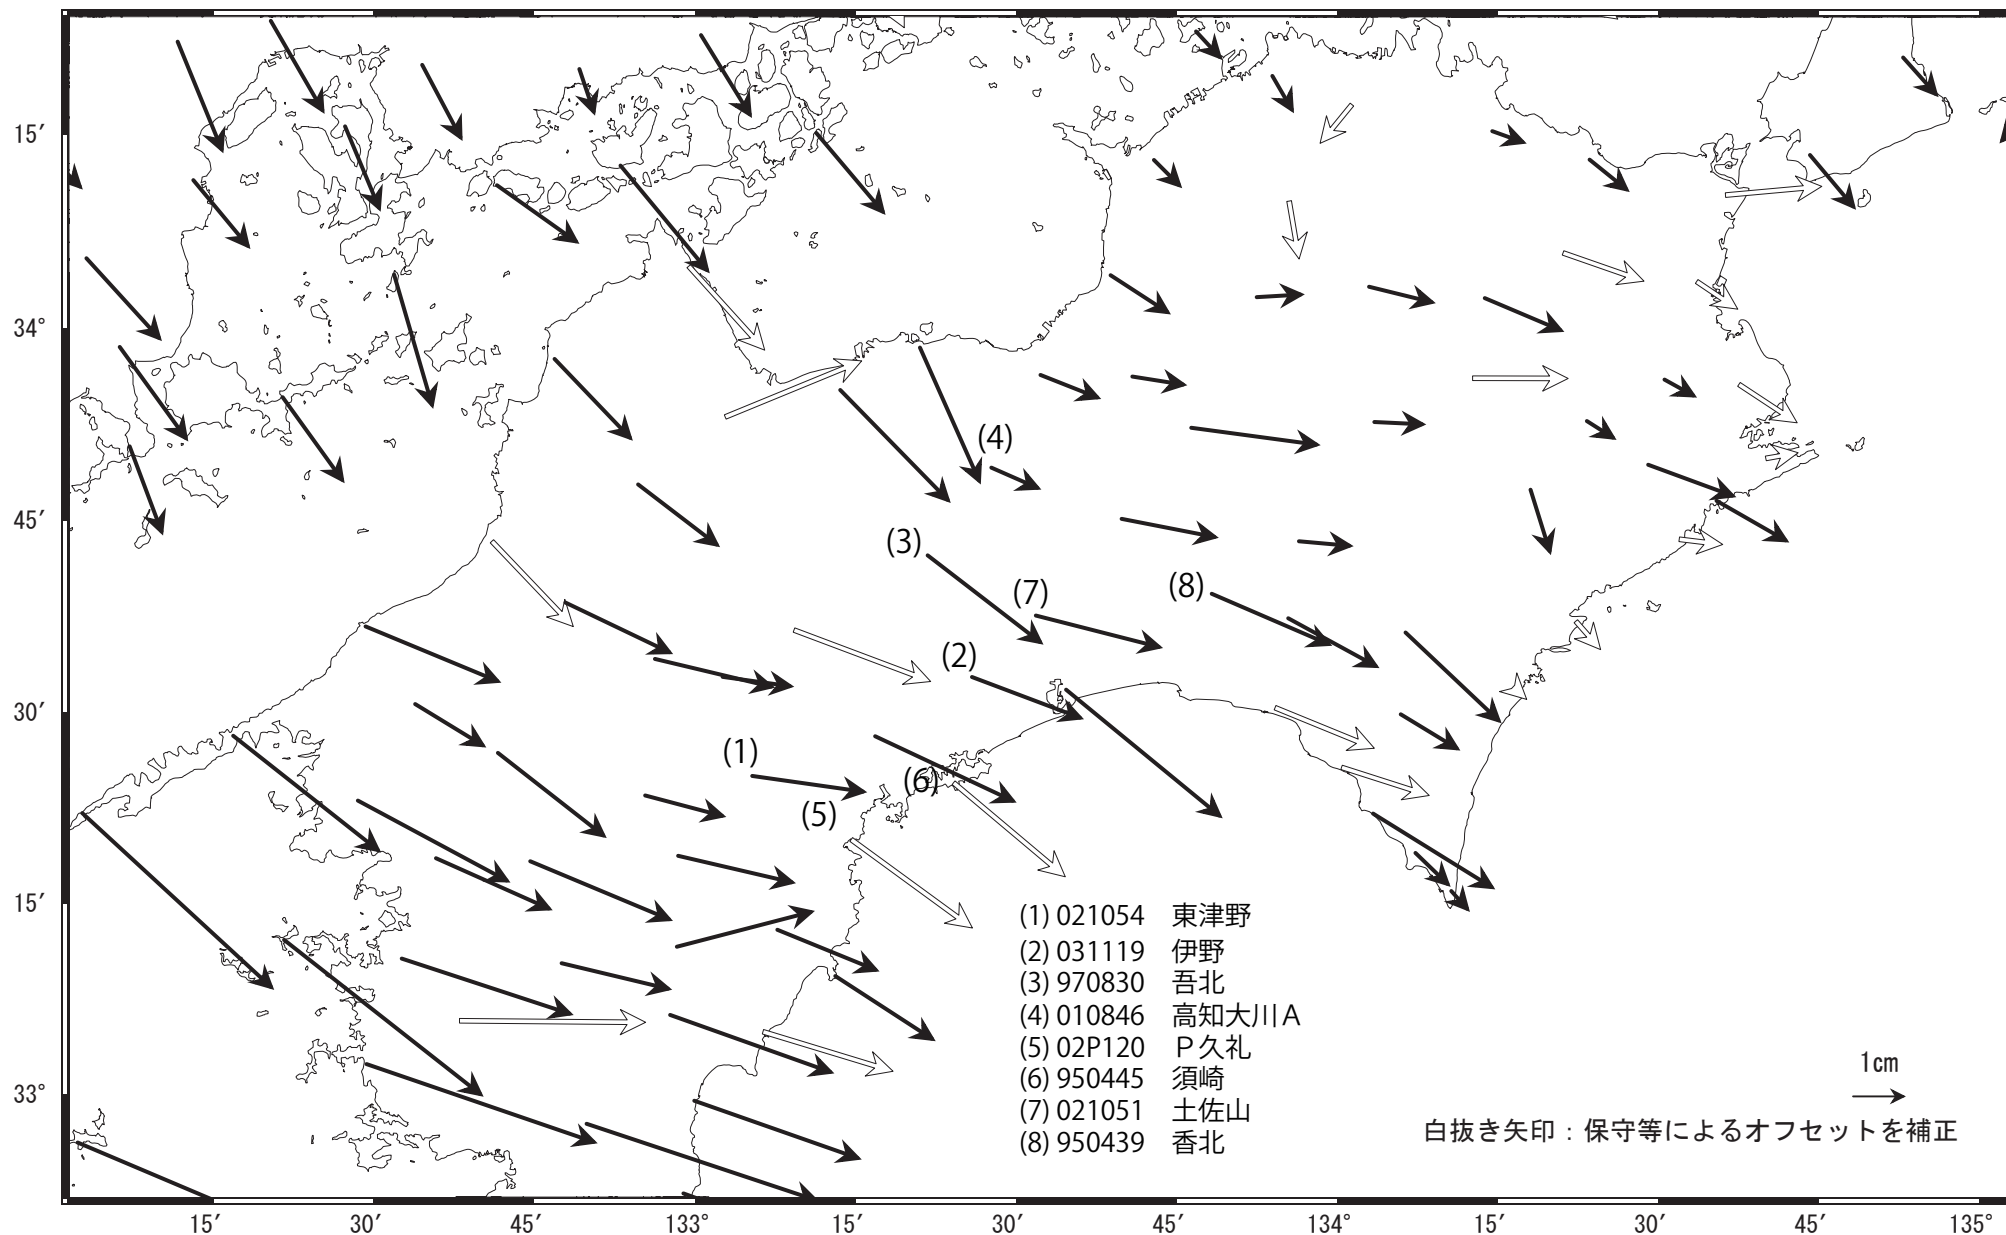 15′
34°
(4)
45′
(3)
(8)
(7)
(2)
30′
(1)
(6)
(5)
15′
(1) 021054 東津野
(2) 031119 伊野
(3) 970830 吾北
(4) 010846 高知大川A
(5) 02P120 P久礼
(6) 950445 須崎
(7) 021051 土佐山
(8) 950439 香北
1cm
33°
白抜き矢印：保守等によるオフセットを補正
15′ 30′ 45′ 133° 15′ 30′ 45′ 134° 15′ 30′ 45′ 135°